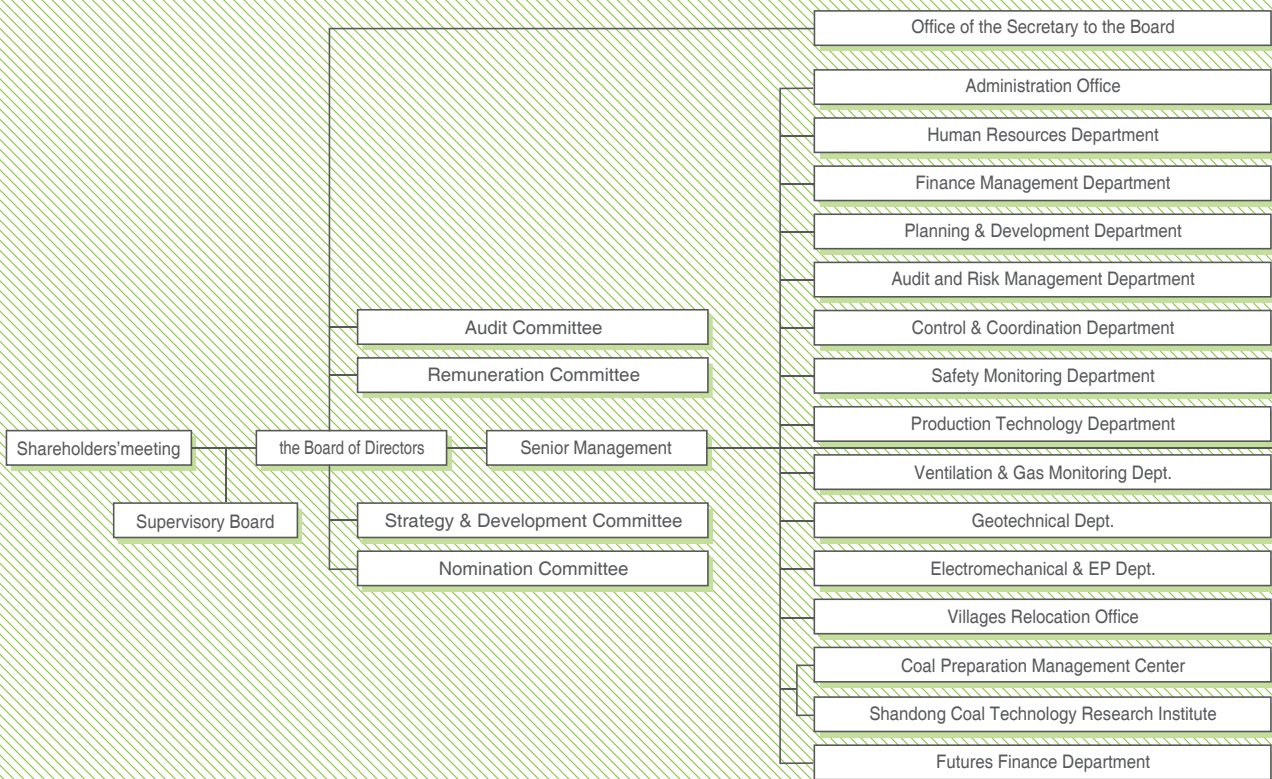 Office of the Secretary to the Board
Administration Office
Human Resources Department
Finance Management Department
Planning & Development Department
Audit and Risk Management Department
Audit Committee
Control & Coordination Department
Remuneration Committee
Safety Monitoring Department
Production Technology Department
Shareholders'meeting
the Board of Directors
Senior Management
Ventilation & Gas Monitoring Dept.
Supervisory Board
Strategy & Development Committee
Geotechnical Dept.
Nomination Committee
Electromechanical & EP Dept.
Villages Relocation Office
Coal Preparation Management Center
Shandong Coal Technology Research Institute
Futures Finance Department